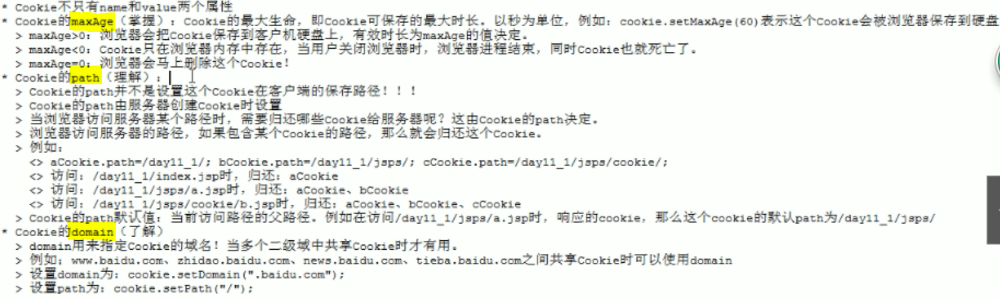 * Cookie不只有name和value两个属性
* Cookie的maxAge（掌握）：Cookie的最大生命，即Cookie可保存的最大时长。以秒为单位，例如：cookie.setMaxAge(60)表示这个Cookie会被浏览器保存到硬盘
> maxAge>0：浏览器会把Cookie保存到客户机硬盘上，有效时长为maxAge的值决定。
> maxAge<0：Cookie只在浏览器内存中存在，当用户关闭浏览器时，浏览器进程结束，同时Cookie也就死亡了。
> maxAge=0：浏览器会马上删除这个Cookie！
* Cookie的path（理解）：
> Cookie的path并不是设置这个Cookie在客户端的保存路径！！！
> Cookie的path由服务器创建Cookie时设置
> 当浏览器访问服务器某个路径时，需要归还哪些Cookie给服务器呢？这由Cookie的path决定。
> 浏览器访问服务器的路径，如果包含某个Cookie的路径，那么就会归还这个Cookie。
> 例如：
<> aCookie.path=/day11_1/; bCookie.path=/day11_1/jsps/; cCookie.path=/day11_1/jsps/cookie/;
<> 访问：/day11_1/index.jsp时，归还：aCookie
<> 访问：/day11_1/jsps/a.jsp时，归还：aCookie、bCookie
<> 访问：/day11_1/jsps/cookie/b.jsp时，归还：aCookie、bCookie、cCookie
> Cookie的path默认值：当前访问路径的父路径。例如在访问/day11_1/jsps/a.jsp时，响应的cookie，那么这个cookie的默认path为/day11_1/jsps/
* Cookie的domain（了解）
> domain用来指定Cookie的域名！当多个二级域中共享Cookie时才有用。
> 例如；www.baidu.com、zhidao.baidu.com、news.baidu.com、tieba.baidu.com之间共享Cookie时可以使用domain
> 设置domain为：cookie.setDomain(".baidu.com");
> 设置path为：cookie.setPath("/");